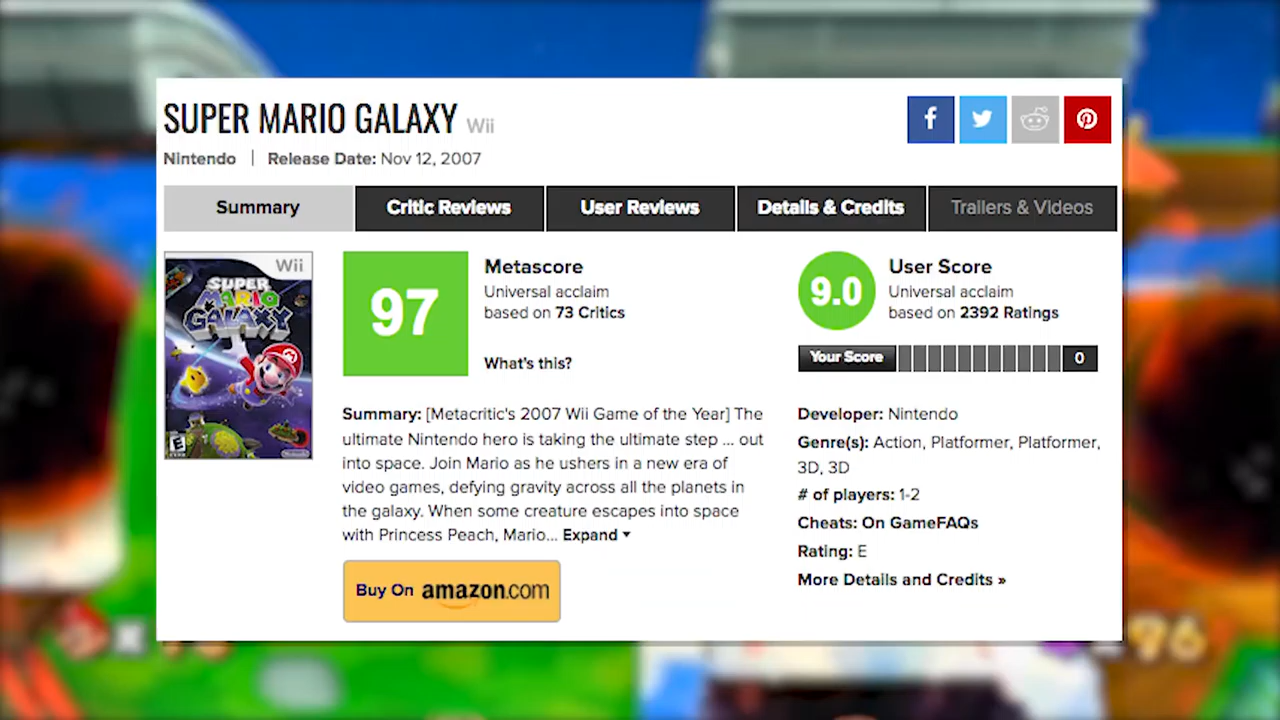 SUPER MARIO GALAXY Wii
Nintendo | Release Date: Nov 12, 2007
Summary
Critic Reviews
User Reviews
Details & Credits
Trailers & Videos
Wii
SUPER
MARIO
GALAXY
E
Nintendo
97
Metascore
Universal acclaim
based on 73 Critics
What's this?
Summary: [Metacritic's 2007 Wii Game of the Year] The
ultimate Nintendo hero is taking the ultimate step ... out
into space. Join Mario as he ushers in a new era of
video games, defying gravity across all the planets in
the galaxy. When some creature escapes into space
with Princess Peach, Mario... Expand
Buy On amazon.com
9.0
User Score
Universal acclaim
based on 2392 Ratings
Your Score 0
Developer: Nintendo
Genre(s): Action, Platformer, Platformer,
3D, 3D
# of players: 1-2
Cheats: On GameFAQs
Rating: E
More Details and Credits »
96